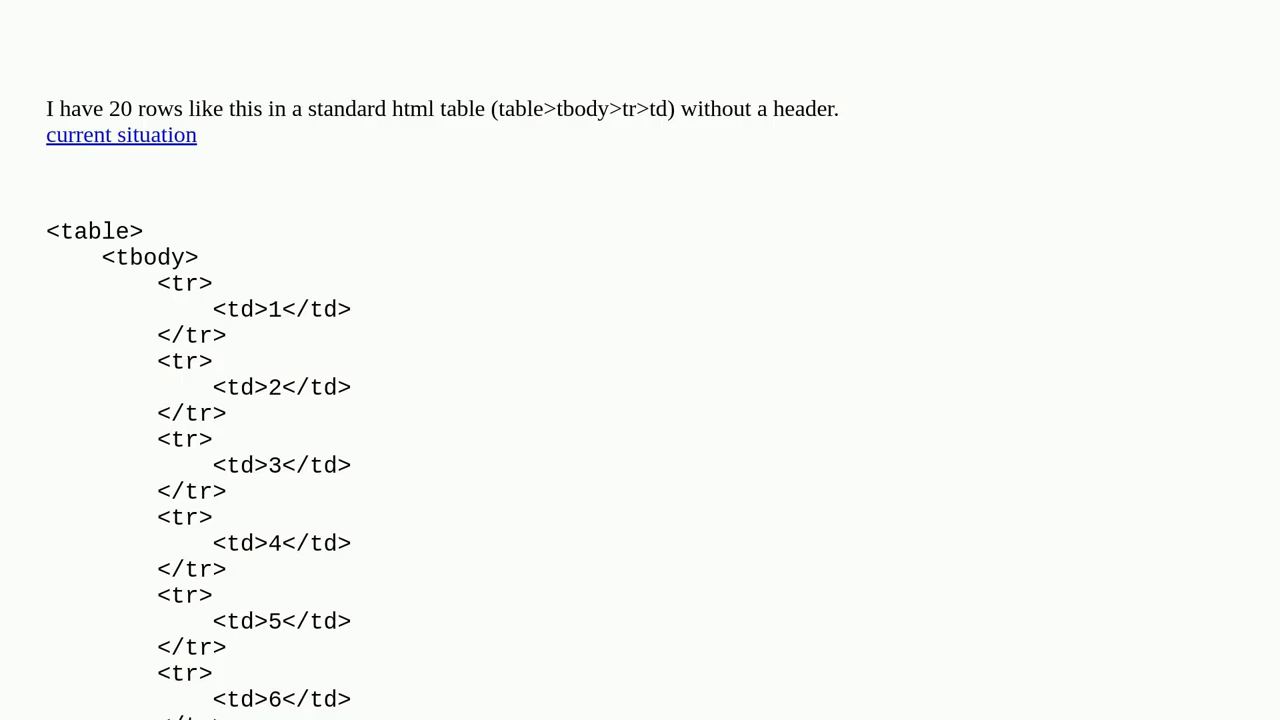 I have 20 rows like this in a standard html table (table>tbody>tr>td) without a header.
current situation
<table>
    <tbody>
        <tr>
            <td>1</td>
        </tr>
        <tr>
            <td>2</td>
        </tr>
        <tr>
            <td>3</td>
        </tr>
        <tr>
            <td>4</td>
        </tr>
        <tr>
            <td>5</td>
        </tr>
        <tr>
            <td>6</td>